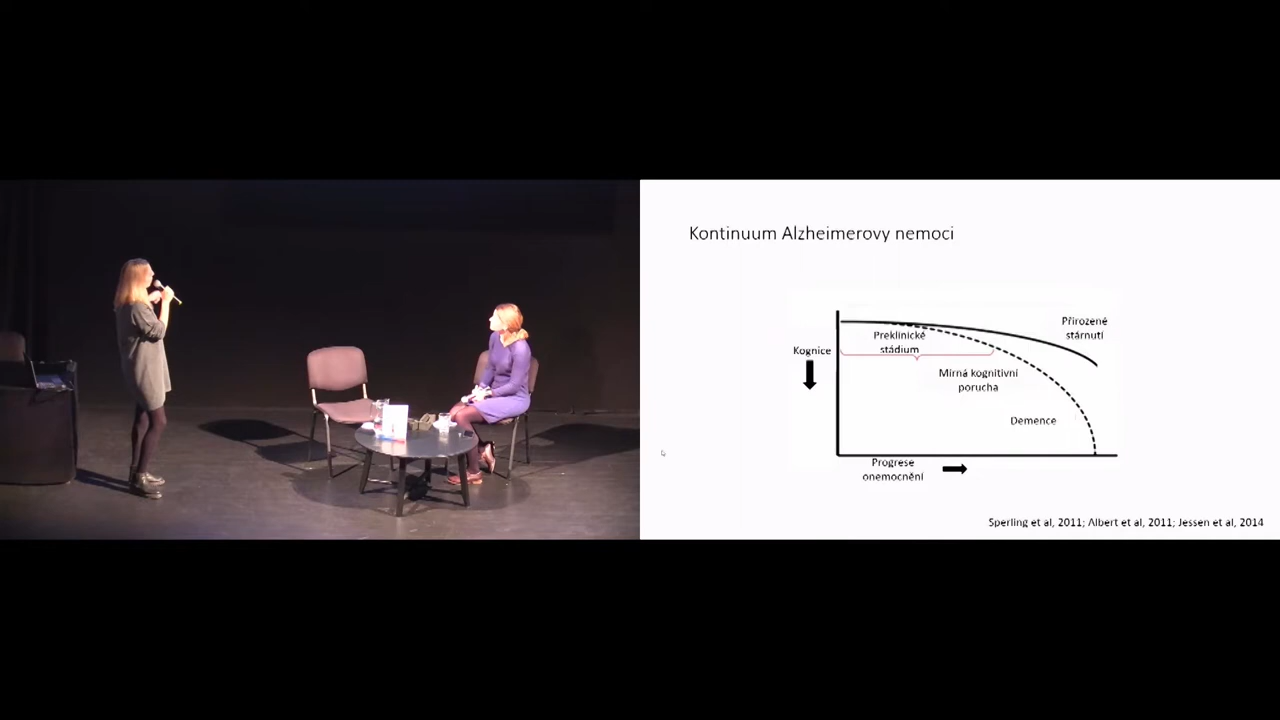 Kontinuum Alzheimerovy nemoci
Přirozené
stárnutí
Preklinické
stádium
Kognice
Mírná kognitivní
porucha
Demence
Progrese
onemocnění
Sperling et al, 2011; Albert et al, 2011; Jessen et al, 2014